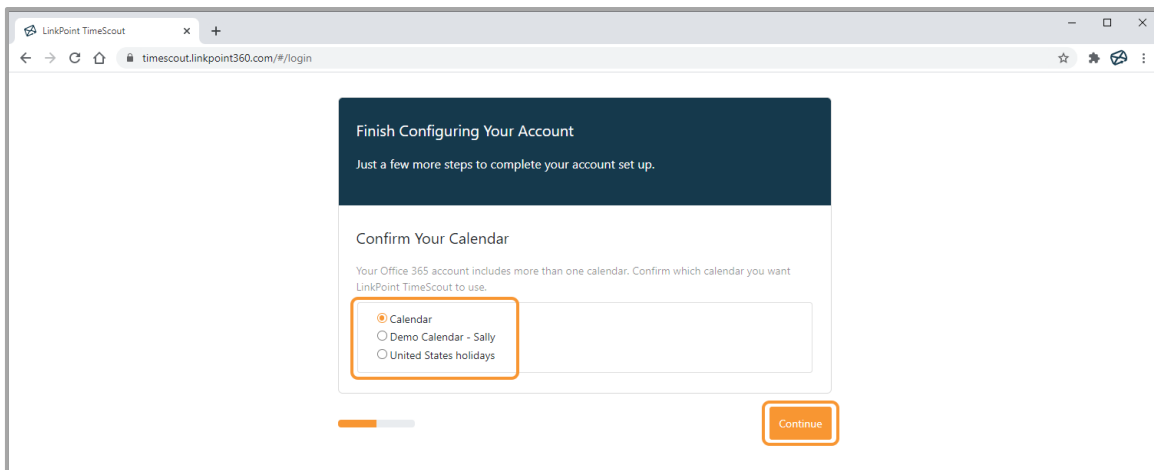 LinkPoint TimeScout
timescout.linkpoint360.com/#/login
Finish Configuring Your Account
Just a few more steps to complete your account set up.
Confirm Your Calendar
Your Office 365 account includes more than one calendar. Confirm which calendar you want
LinkPoint TimeScout to use.
Calendar
Demo Calendar - Sally
United States holidays
Continue